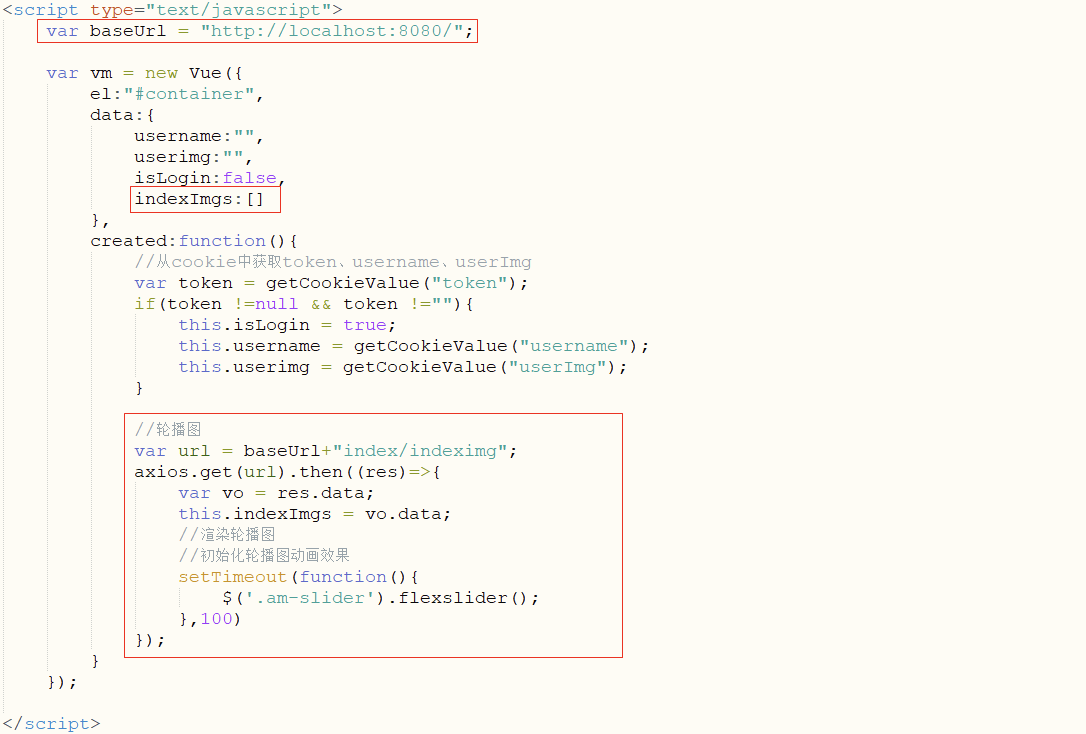 <script type="text/javascript">
var baseUrl = "http://localhost:8080/";
var vm = new Vue({
el:"#container",
data:{
username:"",
userimg:"",
isLogin:false,
indexImgs:[]
},
created:function(){
//从cookie中获取token、username、userImg
var token = getCookieValue("token");
if(token !=null && token !=""){
this.isLogin = true;
this.username = getCookieValue("username");
this.userimg = getCookieValue("userImg");
}
//轮播图
var url = baseUrl+"index/indeximg";
axios.get(url).then((res)=>{
var vo = res.data;
this.indexImgs = vo.data;
//渲染轮播图
//初始化轮播图动画效果
setTimeout(function(){
$('.am-slider').flexslider();
},100)
});
}
});
</script>